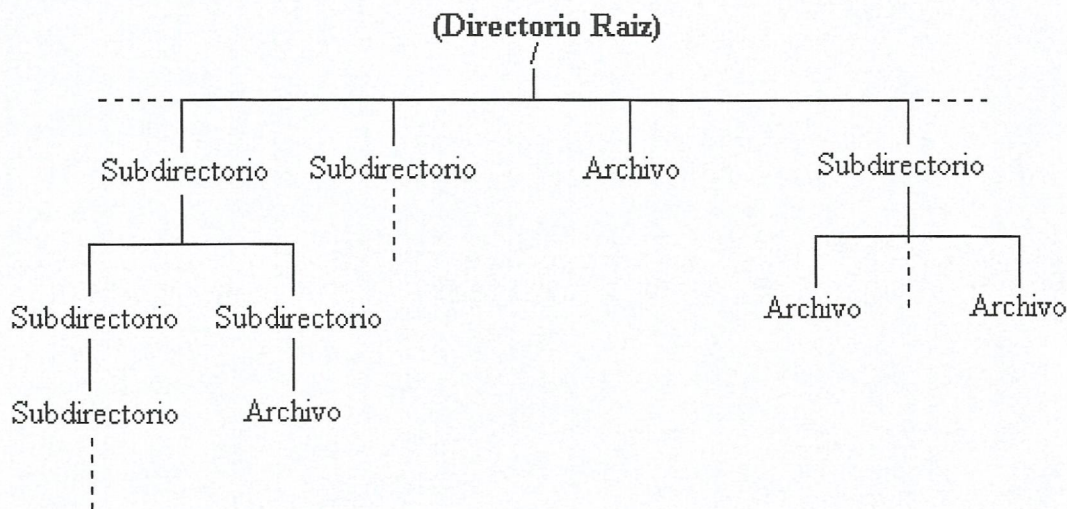 (Directorio Raiz)
/
Subdirectorio Subdirectorio Archivo Subdirectorio
Subdirectorio Subdirectorio Archivo Archivo
Subdirectorio Archivo